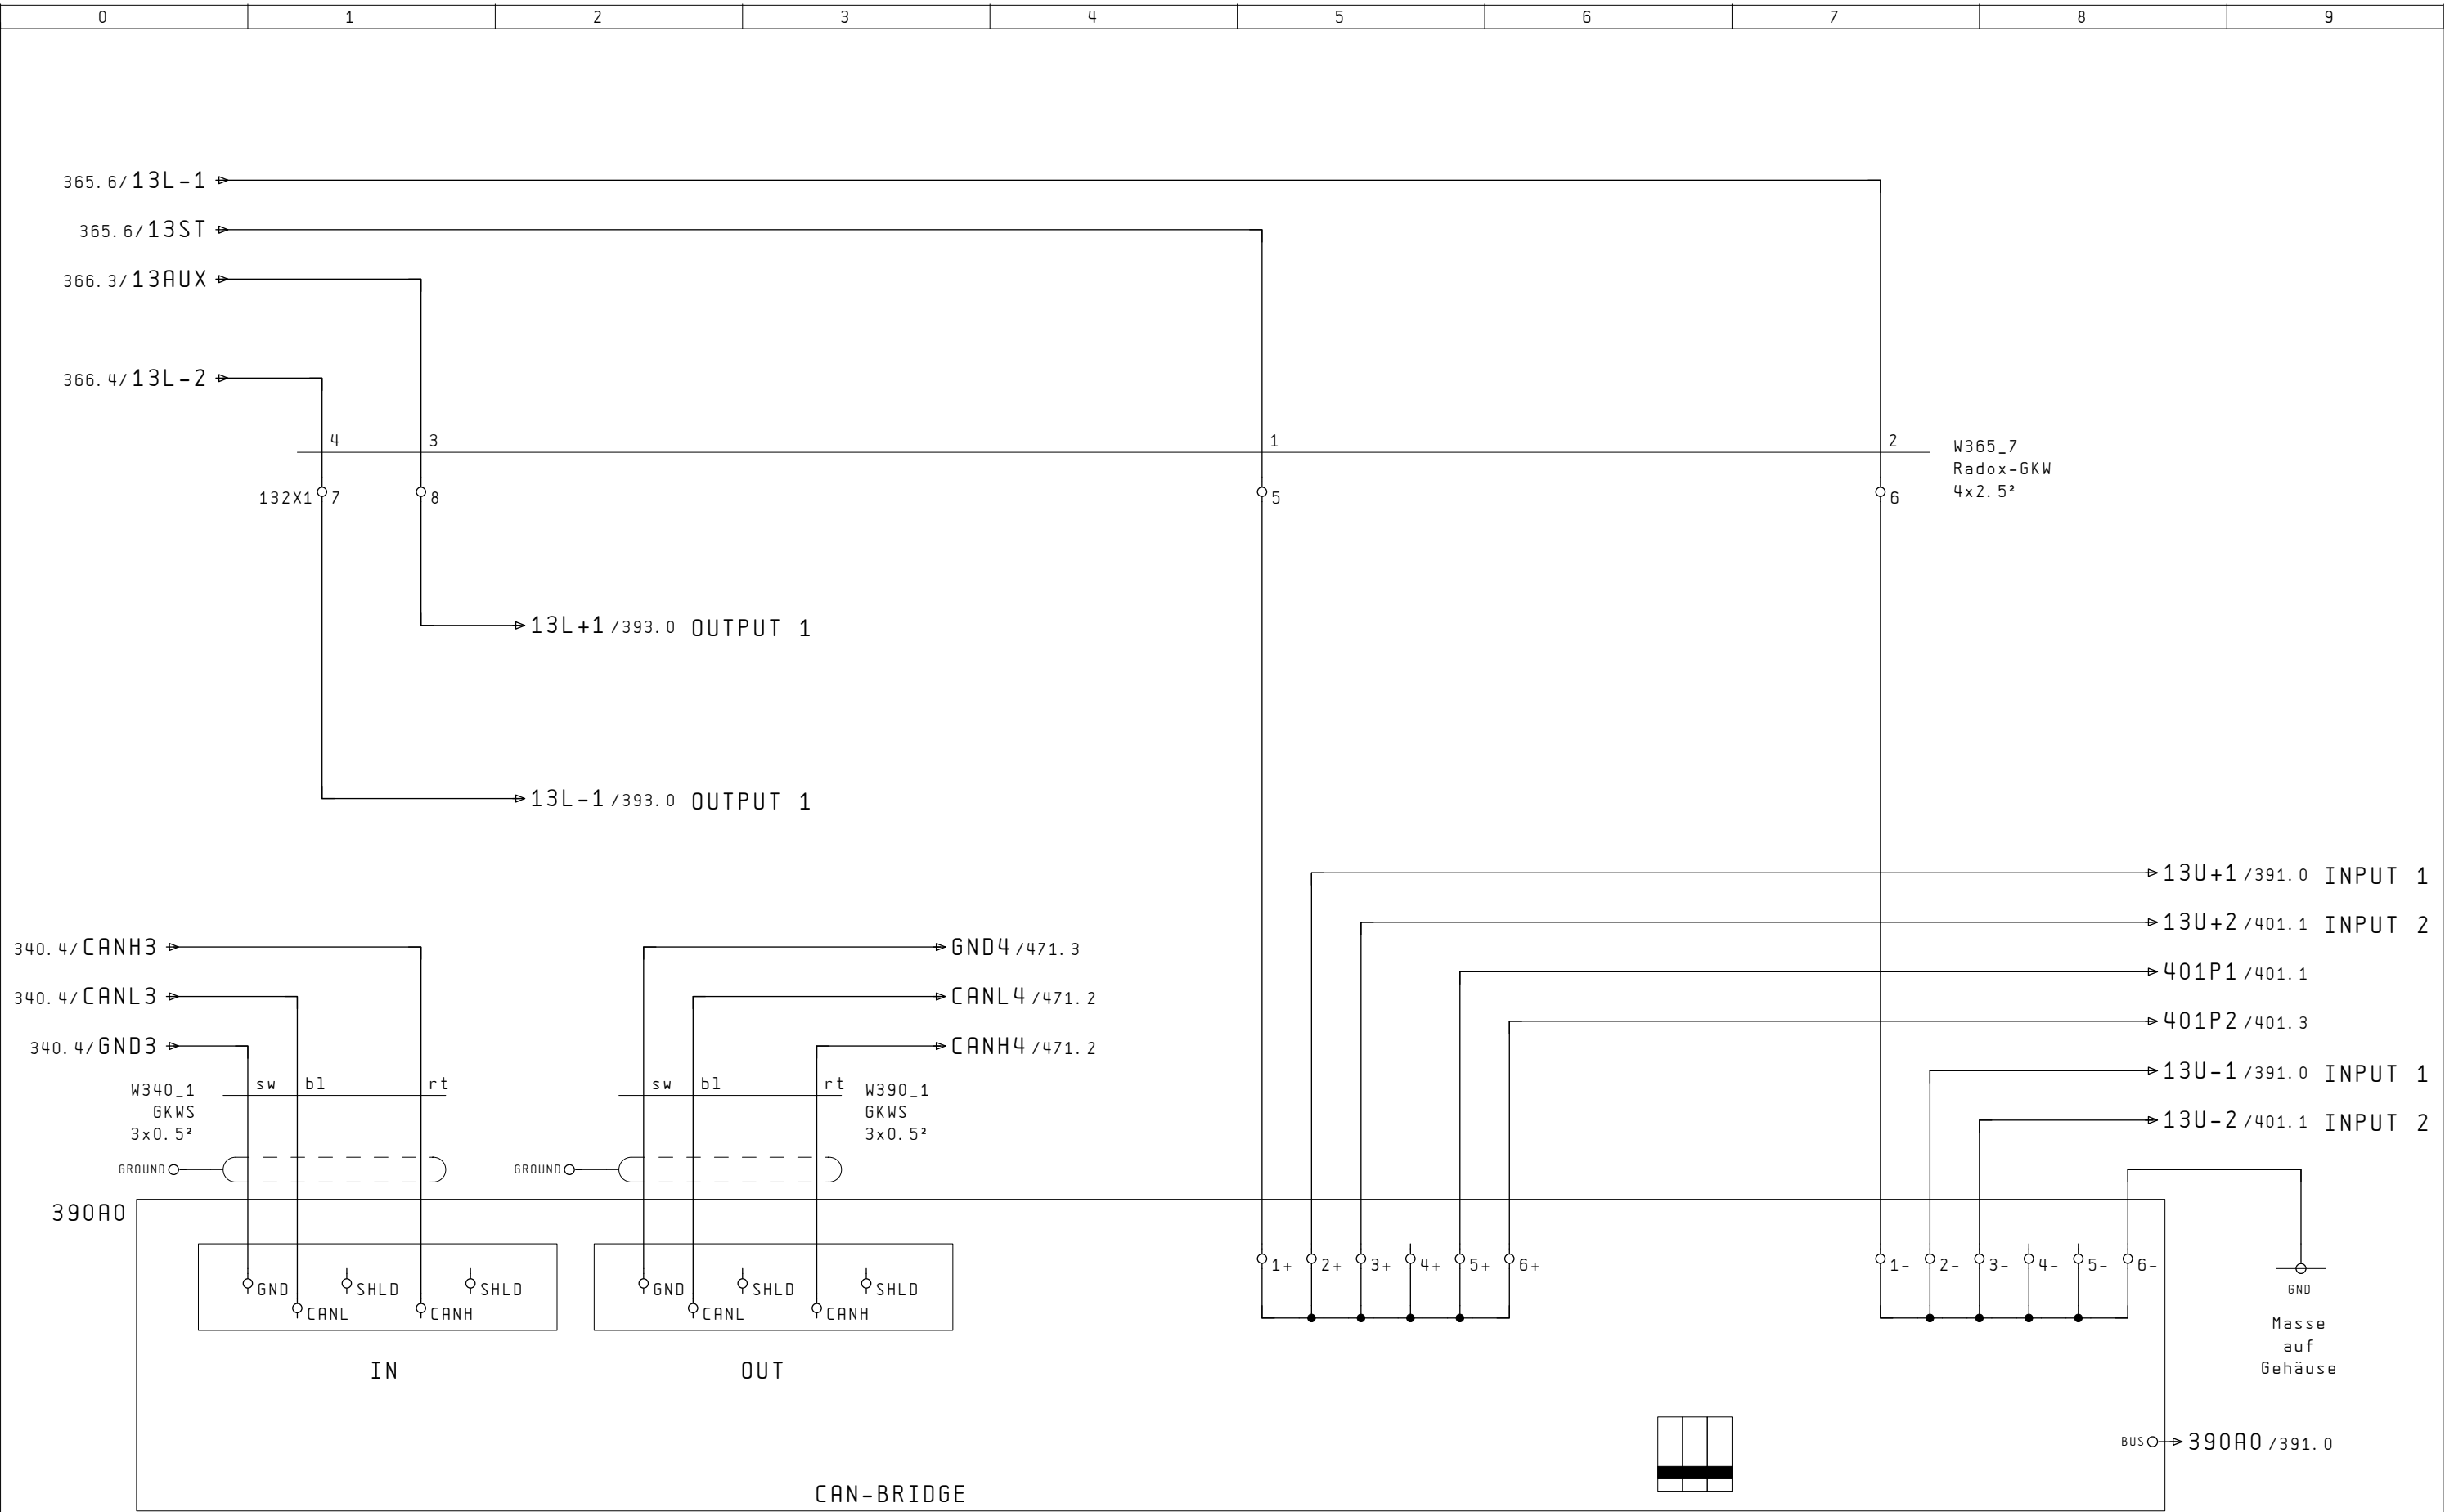 0 1 2 3 4 5 6 7 8 9
365.6/13L-1
365.6/13ST
366.3/13AUX
366.4/13L-2
4 3 1 2
W365_7
Radox-GKW
4x2.5²
132X1 7 8 5 6
13L+1/393.0 OUTPUT 1
13L-1/393.0 OUTPUT 1
13U+1/391.0 INPUT 1
13U+2/401.1 INPUT 2
340.4/CANH3 GND4/471.3
401P1/401.1
340.4/CANL3 CANL4/471.2
401P2/401.3
340.4/GND3 CANH4/471.2
13U-1/391.0 INPUT 1
W340_1 sw bl rt sw bl rt W390_1
GKWS GKWS
3x0.5² 3x0.5²
13U-2/401.1 INPUT 2
GROUND GROUND
390A0
1+ 2+ 3+ 4+ 5+ 6+ 1- 2- 3- 4- 5- 6-
GND SHLD SHLD GND SHLD SHLD GND
CANL CANH CANL CANH
Masse
auf
Gehäuse
IN OUT
BUS 390A0/391.0
CAN-BRIDGE